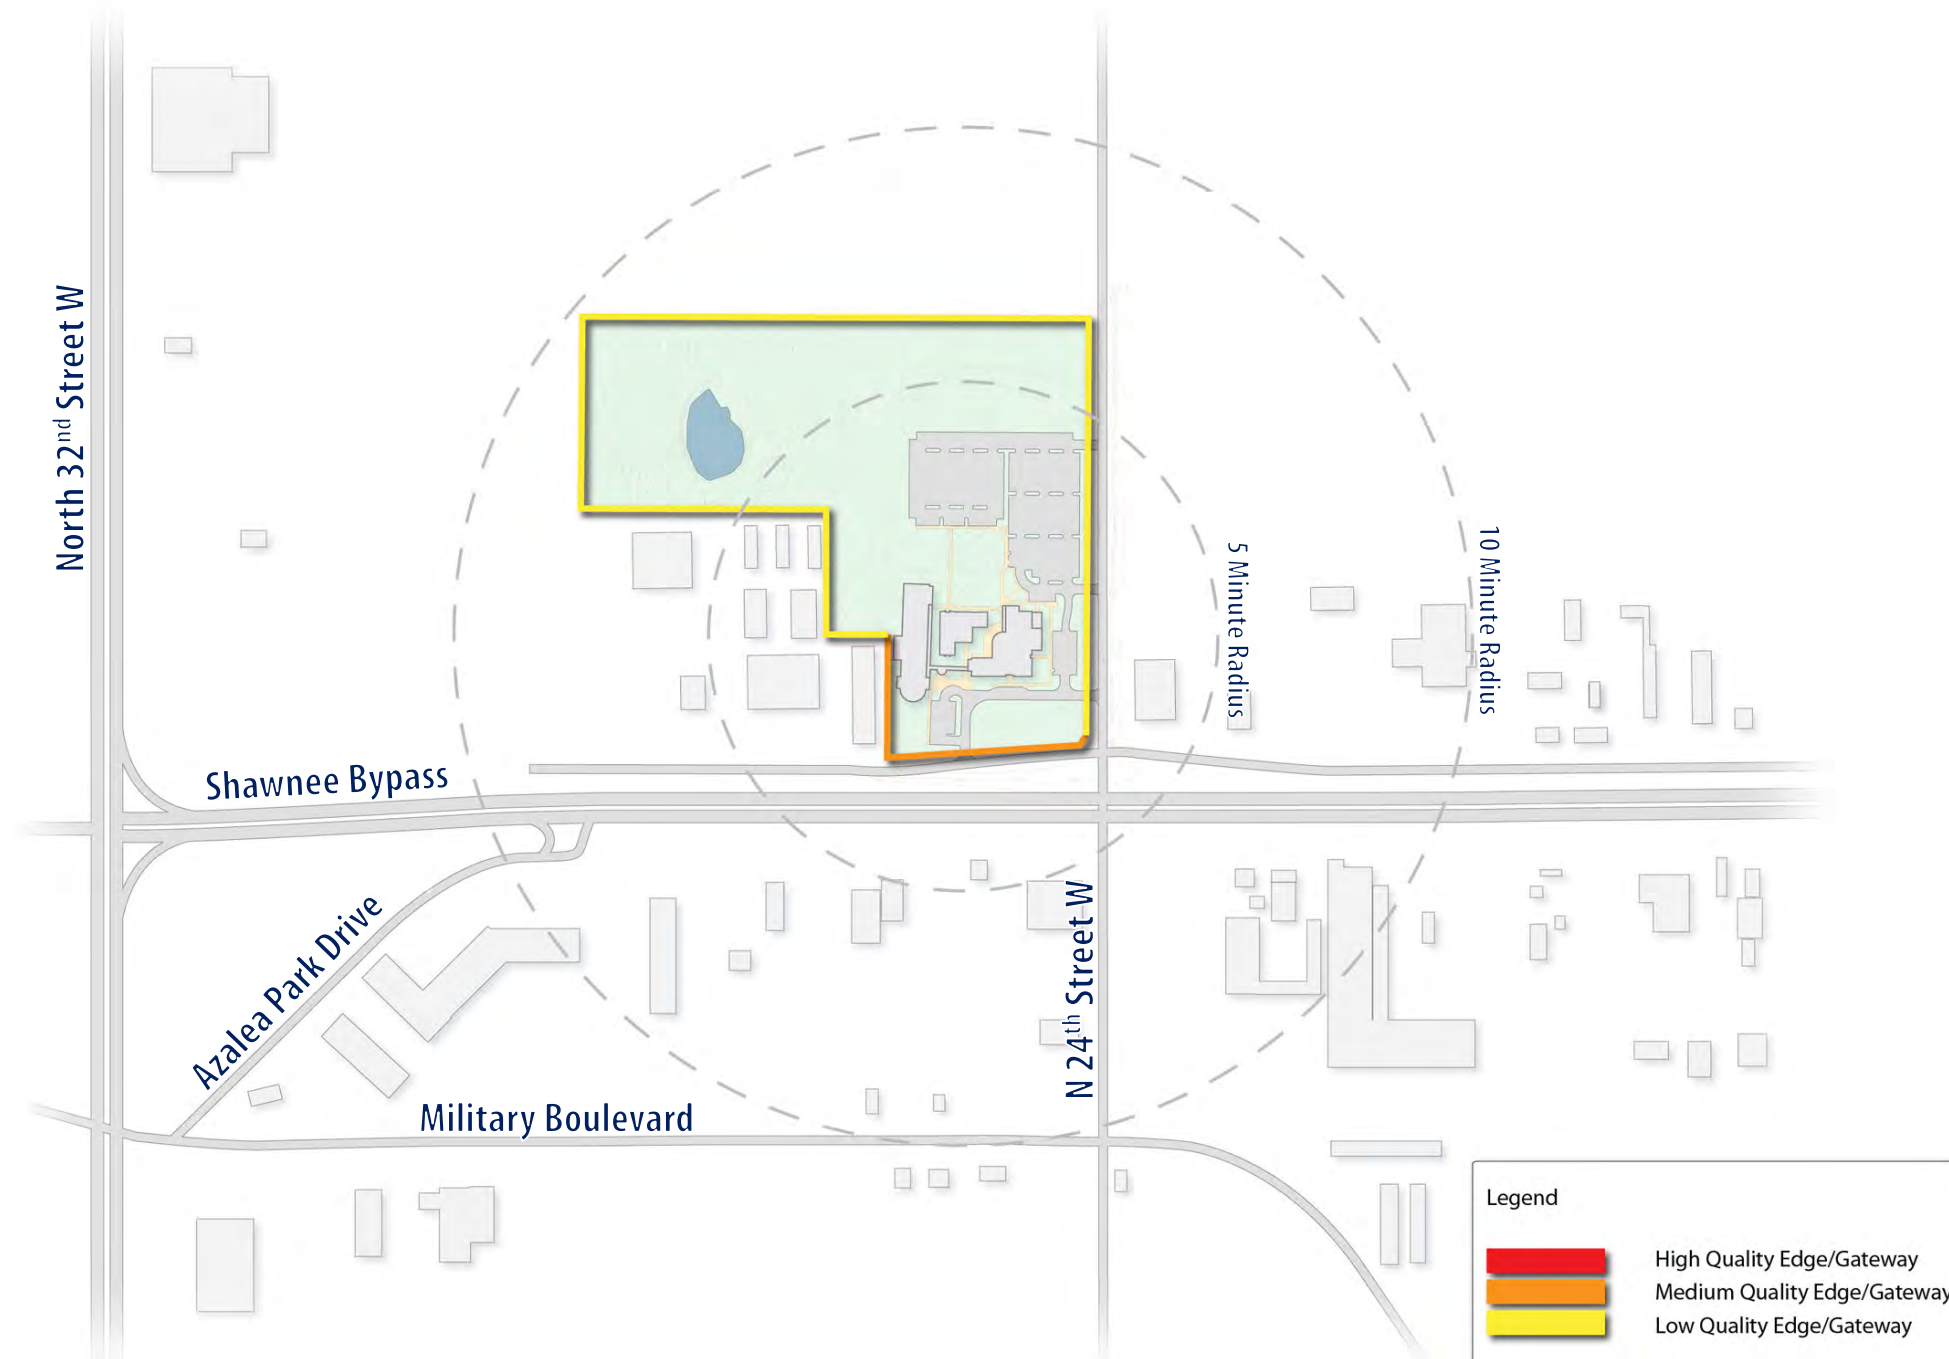 North 32nd Street W
10 Minute Radius
5 Minute Radius
Shawnee Bypass
N 24th Street W
Azalea Park Drive
Military Boulevard
Legend
High Quality Edge/Gateway
Medium Quality Edge/Gateway
Low Quality Edge/Gateway